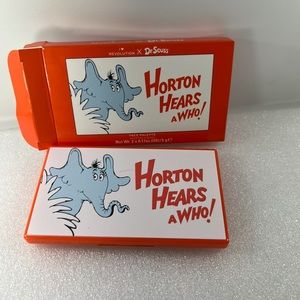 I ♥ REVOLUTION X Dr. Seuss
HORTON
HEARS
A WHO!
FACE PALETTE
HORTON
HEARS
A WHO!